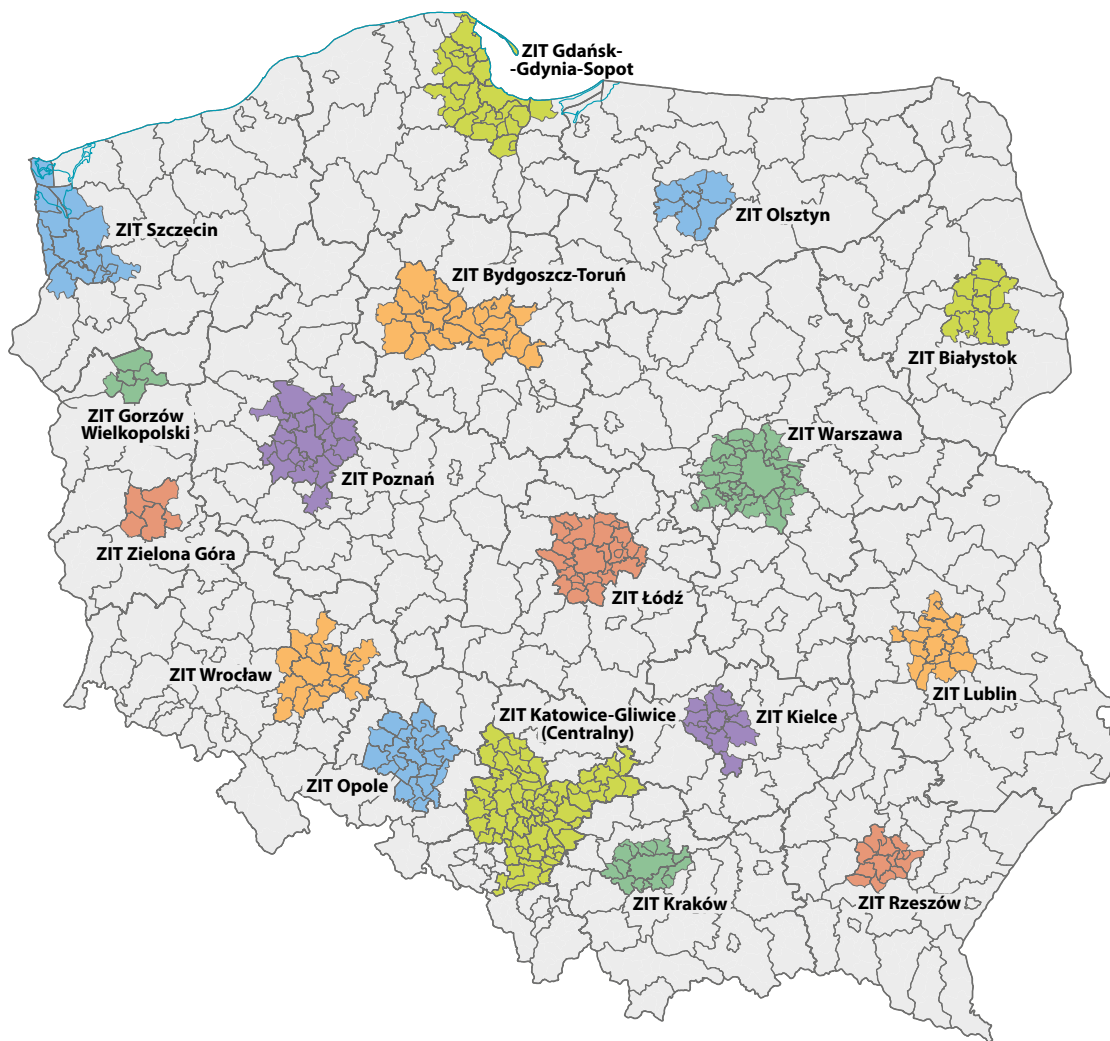 ZIT Gdańsk-
-Gdynia-Sopot
ZIT Olsztyn
ZIT Szczecin
ZIT Bydgoszcz-Toruń
ZIT Białystok
ZIT Gorzów
Wielkopolski
ZIT Warszawa
ZIT Poznań
ZIT Zielona Góra
ZIT Łódź
ZIT Wrocław
ZIT Lublin
ZIT Katowice-Gliwice
(Centralny)
ZIT Kielce
ZIT Opole
ZIT Kraków
ZIT Rzeszów